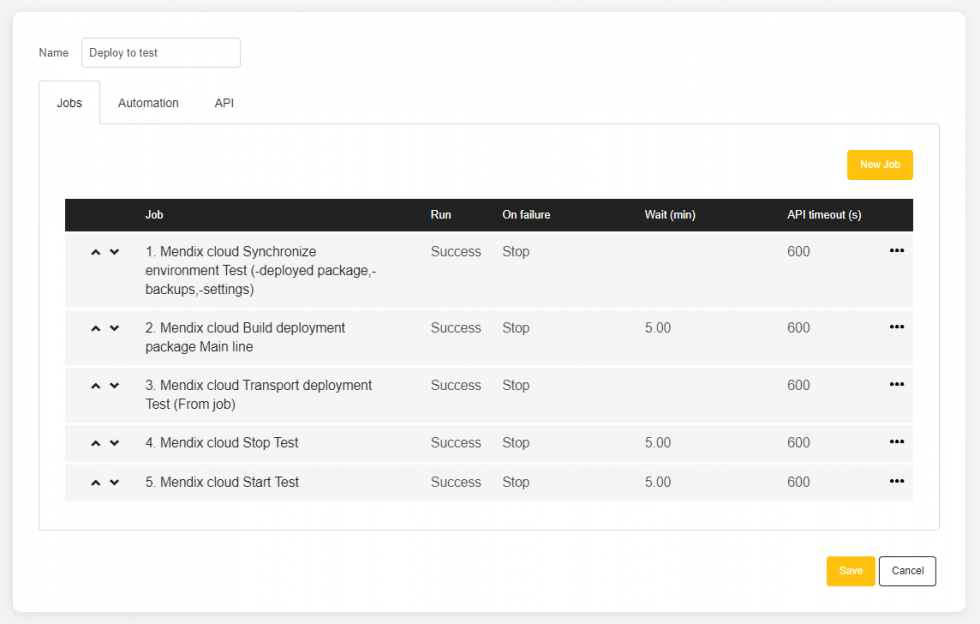 Name Deploy to test
Jobs Automation API
New Job
Job Run On failure Wait (min) API timeout (s)
1. Mendix cloud Synchronize Success Stop 600 •••
environment Test (-deployed package,-
backups,-settings)
2. Mendix cloud Build deployment Success Stop 5.00 600 •••
package Main line
3. Mendix cloud Transport deployment Success Stop 600 •••
Test (From job)
4. Mendix cloud Stop Test Success Stop 5.00 600 •••
5. Mendix cloud Start Test Success Stop 5.00 600 •••
Save Cancel